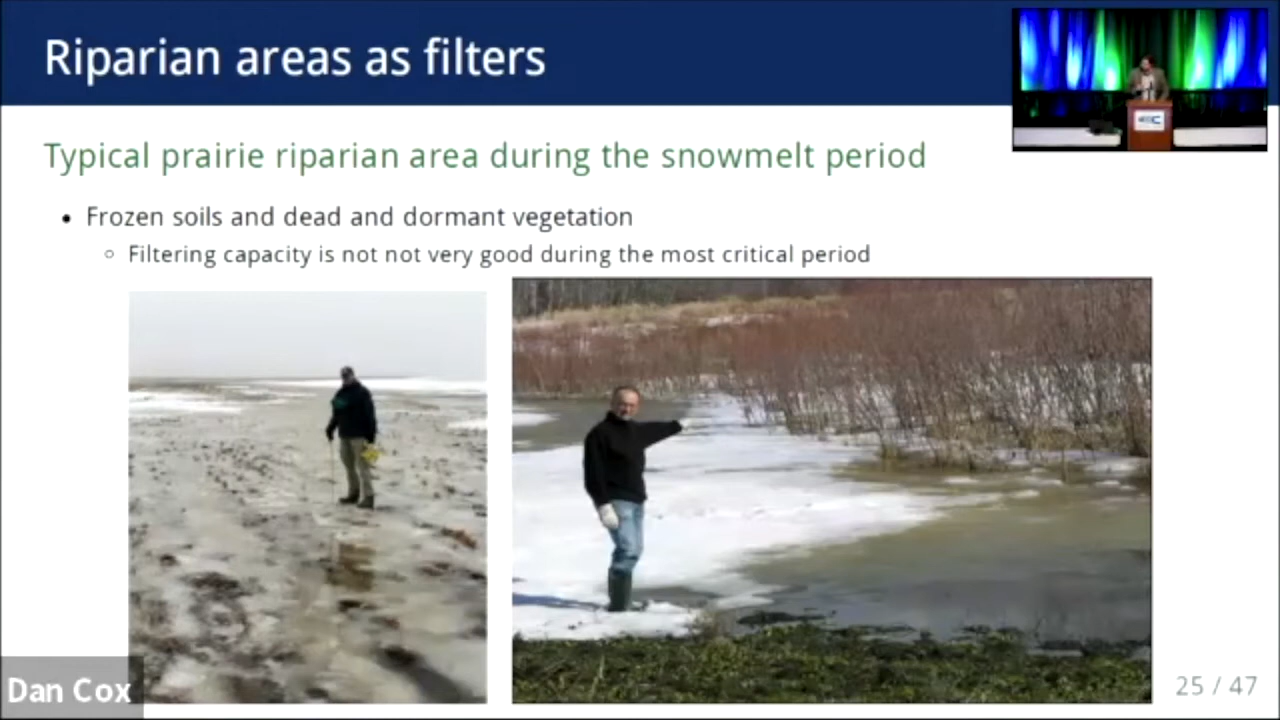 Riparian areas as filters
Typical prairie riparian area during the snowmelt period
• Frozen soils and dead and dormant vegetation
○ Filtering capacity is not not very good during the most critical period
Dan Cox
25 / 47